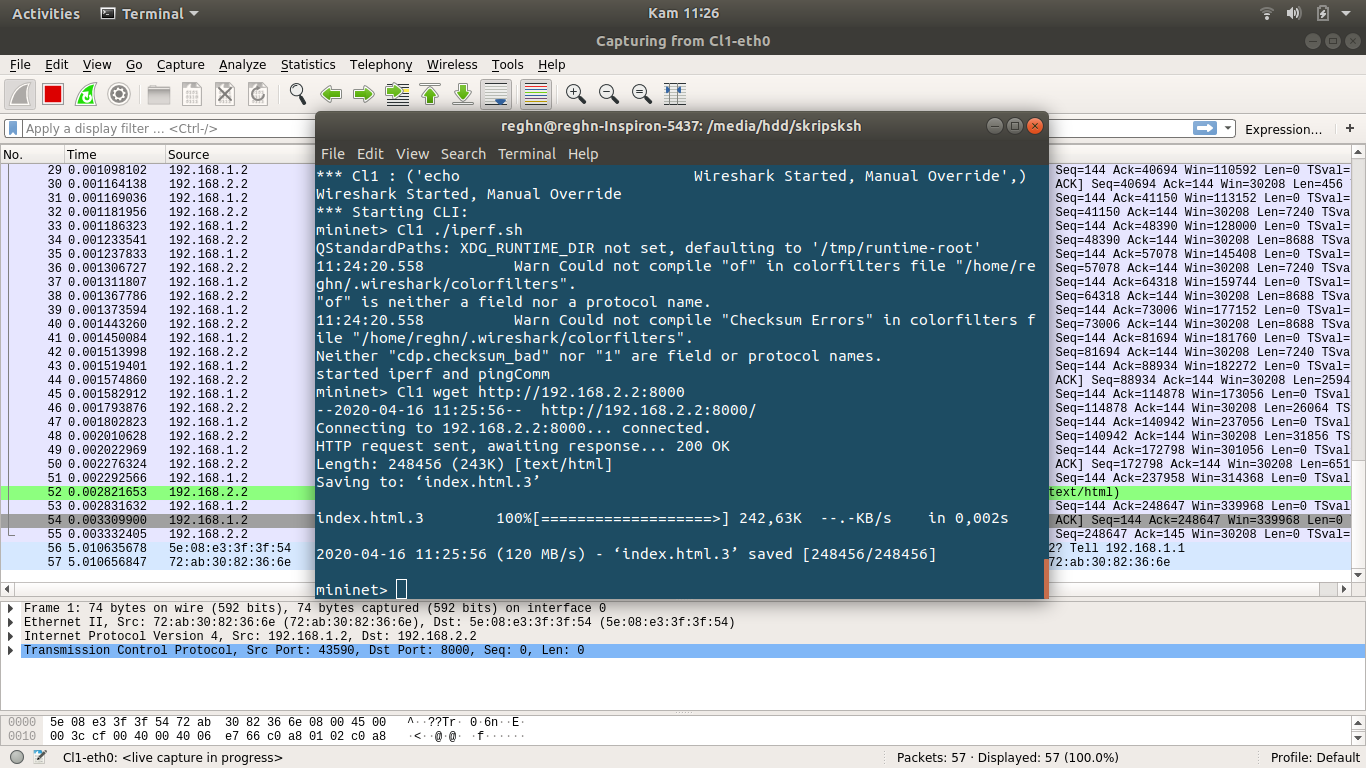 Activities Terminal Kam 11:26
Capturing from Cl1-eth0
File Edit View Go Capture Analyze Statistics Telephony Wireless Tools Help
Apply a display filter ... <Ctrl-/> Expression... +
No. Time Source
29 0.001098102 192.168.1.2 Seq=144 Ack=40694 Win=110592 Len=0 TSval=
30 0.001164138 192.168.2.2 ACK] Seq=40694 Ack=144 Win=30208 Len=456
31 0.001169036 192.168.1.2 Seq=144 Ack=41150 Win=113152 Len=0 TSval=
32 0.001181956 192.168.2.2 Seq=41150 Ack=144 Win=30208 Len=7240 TSva
33 0.001186323 192.168.1.2 Seq=144 Ack=48390 Win=128000 Len=0 TSval=
34 0.001233541 192.168.2.2 Seq=48390 Ack=144 Win=30208 Len=8688 TSva
35 0.001237833 192.168.1.2 Seq=144 Ack=57078 Win=145408 Len=0 TSval=
36 0.001306727 192.168.2.2 Seq=57078 Ack=144 Win=30208 Len=7240 TSva
37 0.001311807 192.168.1.2 Seq=144 Ack=64318 Win=159744 Len=0 TSval=
38 0.001367786 192.168.2.2 Seq=64318 Ack=144 Win=30208 Len=8688 TSva
39 0.001373594 192.168.1.2 Seq=144 Ack=73006 Win=177152 Len=0 TSval=
40 0.001443260 192.168.2.2 Seq=73006 Ack=144 Win=30208 Len=8688 TSva
41 0.001450084 192.168.1.2 Seq=144 Ack=81694 Win=181760 Len=0 TSval=
42 0.001513998 192.168.2.2 Seq=81694 Ack=144 Win=30208 Len=7240 TSva
43 0.001519401 192.168.1.2 Seq=144 Ack=88934 Win=182272 Len=0 TSval=
44 0.001574860 192.168.2.2 ACK] Seq=88934 Ack=144 Win=30208 Len=2594
45 0.001582912 192.168.1.2 Seq=144 Ack=114878 Win=173056 Len=0 TSval
46 0.001793876 192.168.2.2 Seq=114878 Ack=144 Win=30208 Len=26064 TS
47 0.001802823 192.168.1.2 Seq=144 Ack=140942 Win=237056 Len=0 TSval
48 0.002010628 192.168.2.2 Seq=140942 Ack=144 Win=30208 Len=31856 TS
49 0.002022969 192.168.1.2 Seq=144 Ack=172798 Win=301056 Len=0 TSval
50 0.002276324 192.168.2.2 ACK] Seq=172798 Ack=144 Win=30208 Len=651
51 0.002292566 192.168.1.2 Seq=144 Ack=237958 Win=314368 Len=0 TSval
52 0.002821653 192.168.2.2 text/html)
53 0.002831632 192.168.1.2 Seq=144 Ack=248647 Win=339968 Len=0 TSval
54 0.003309900 192.168.1.2 ACK] Seq=144 Ack=248647 Win=339968 Len=0
55 0.003332405 192.168.2.2 Seq=248647 Ack=145 Win=30208 Len=0 TSval
56 5.010635678 5e:08:e3:3f:3f:54 2? Tell 192.168.1.1
57 5.010656847 72:ab:30:82:36:6e 72:ab:30:82:36:6e
reghn@reghn-Inspiron-5437: /media/hdd/skripsksh
File Edit View Search Terminal Help
*** Cl1 : ('echo Wireshark Started, Manual Override',)
Wireshark Started, Manual Override
*** Starting CLI:
mininet> Cl1 ./iperf.sh
QStandardPaths: XDG_RUNTIME_DIR not set, defaulting to '/tmp/runtime-root'
11:24:20.558 Warn Could not compile "of" in colorfilters file "/home/re
ghn/.wireshark/colorfilters".
"of" is neither a field nor a protocol name.
11:24:20.558 Warn Could not compile "Checksum Errors" in colorfilters f
ile "/home/reghn/.wireshark/colorfilters".
Neither "cdp.checksum_bad" nor "1" are field or protocol names.
started iperf and pingComm
mininet> Cl1 wget http://192.168.2.2:8000
--2020-04-16 11:25:56-- http://192.168.2.2:8000/
Connecting to 192.168.2.2:8000... connected.
HTTP request sent, awaiting response... 200 OK
Length: 248456 (243K) [text/html]
Saving to: ‘index.html.3’
index.html.3 100%[===================>] 242,63K --.-KB/s in 0,002s
2020-04-16 11:25:56 (120 MB/s) - ‘index.html.3’ saved [248456/248456]
mininet>
Frame 1: 74 bytes on wire (592 bits), 74 bytes captured (592 bits) on interface 0
Ethernet II, Src: 72:ab:30:82:36:6e (72:ab:30:82:36:6e), Dst: 5e:08:e3:3f:3f:54 (5e:08:e3:3f:3f:54)
Internet Protocol Version 4, Src: 192.168.1.2, Dst: 192.168.2.2
Transmission Control Protocol, Src Port: 43590, Dst Port: 8000, Seq: 0, Len: 0
0000 5e 08 e3 3f 3f 54 72 ab 30 82 36 6e 08 00 45 00 ^··??Tr· 0·6n··E·
0010 00 3c cf 00 40 00 40 06 e7 66 c0 a8 01 02 c0 a8 ·<··@·@· ·f······
Cl1-eth0: <live capture in progress> Packets: 57 · Displayed: 57 (100.0%) Profile: Default